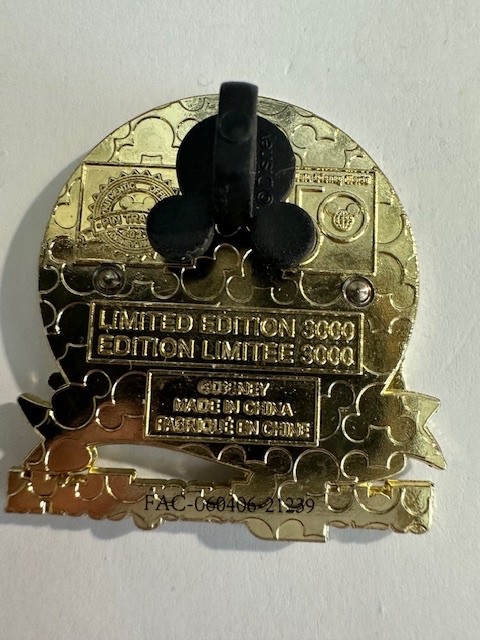 LIMITED EDITION 3000
EDITION LIMITEE 3000
©DISNEY
MADE IN CHINA
FABRIQUÉ EN CHINE
FAC-060406-21239